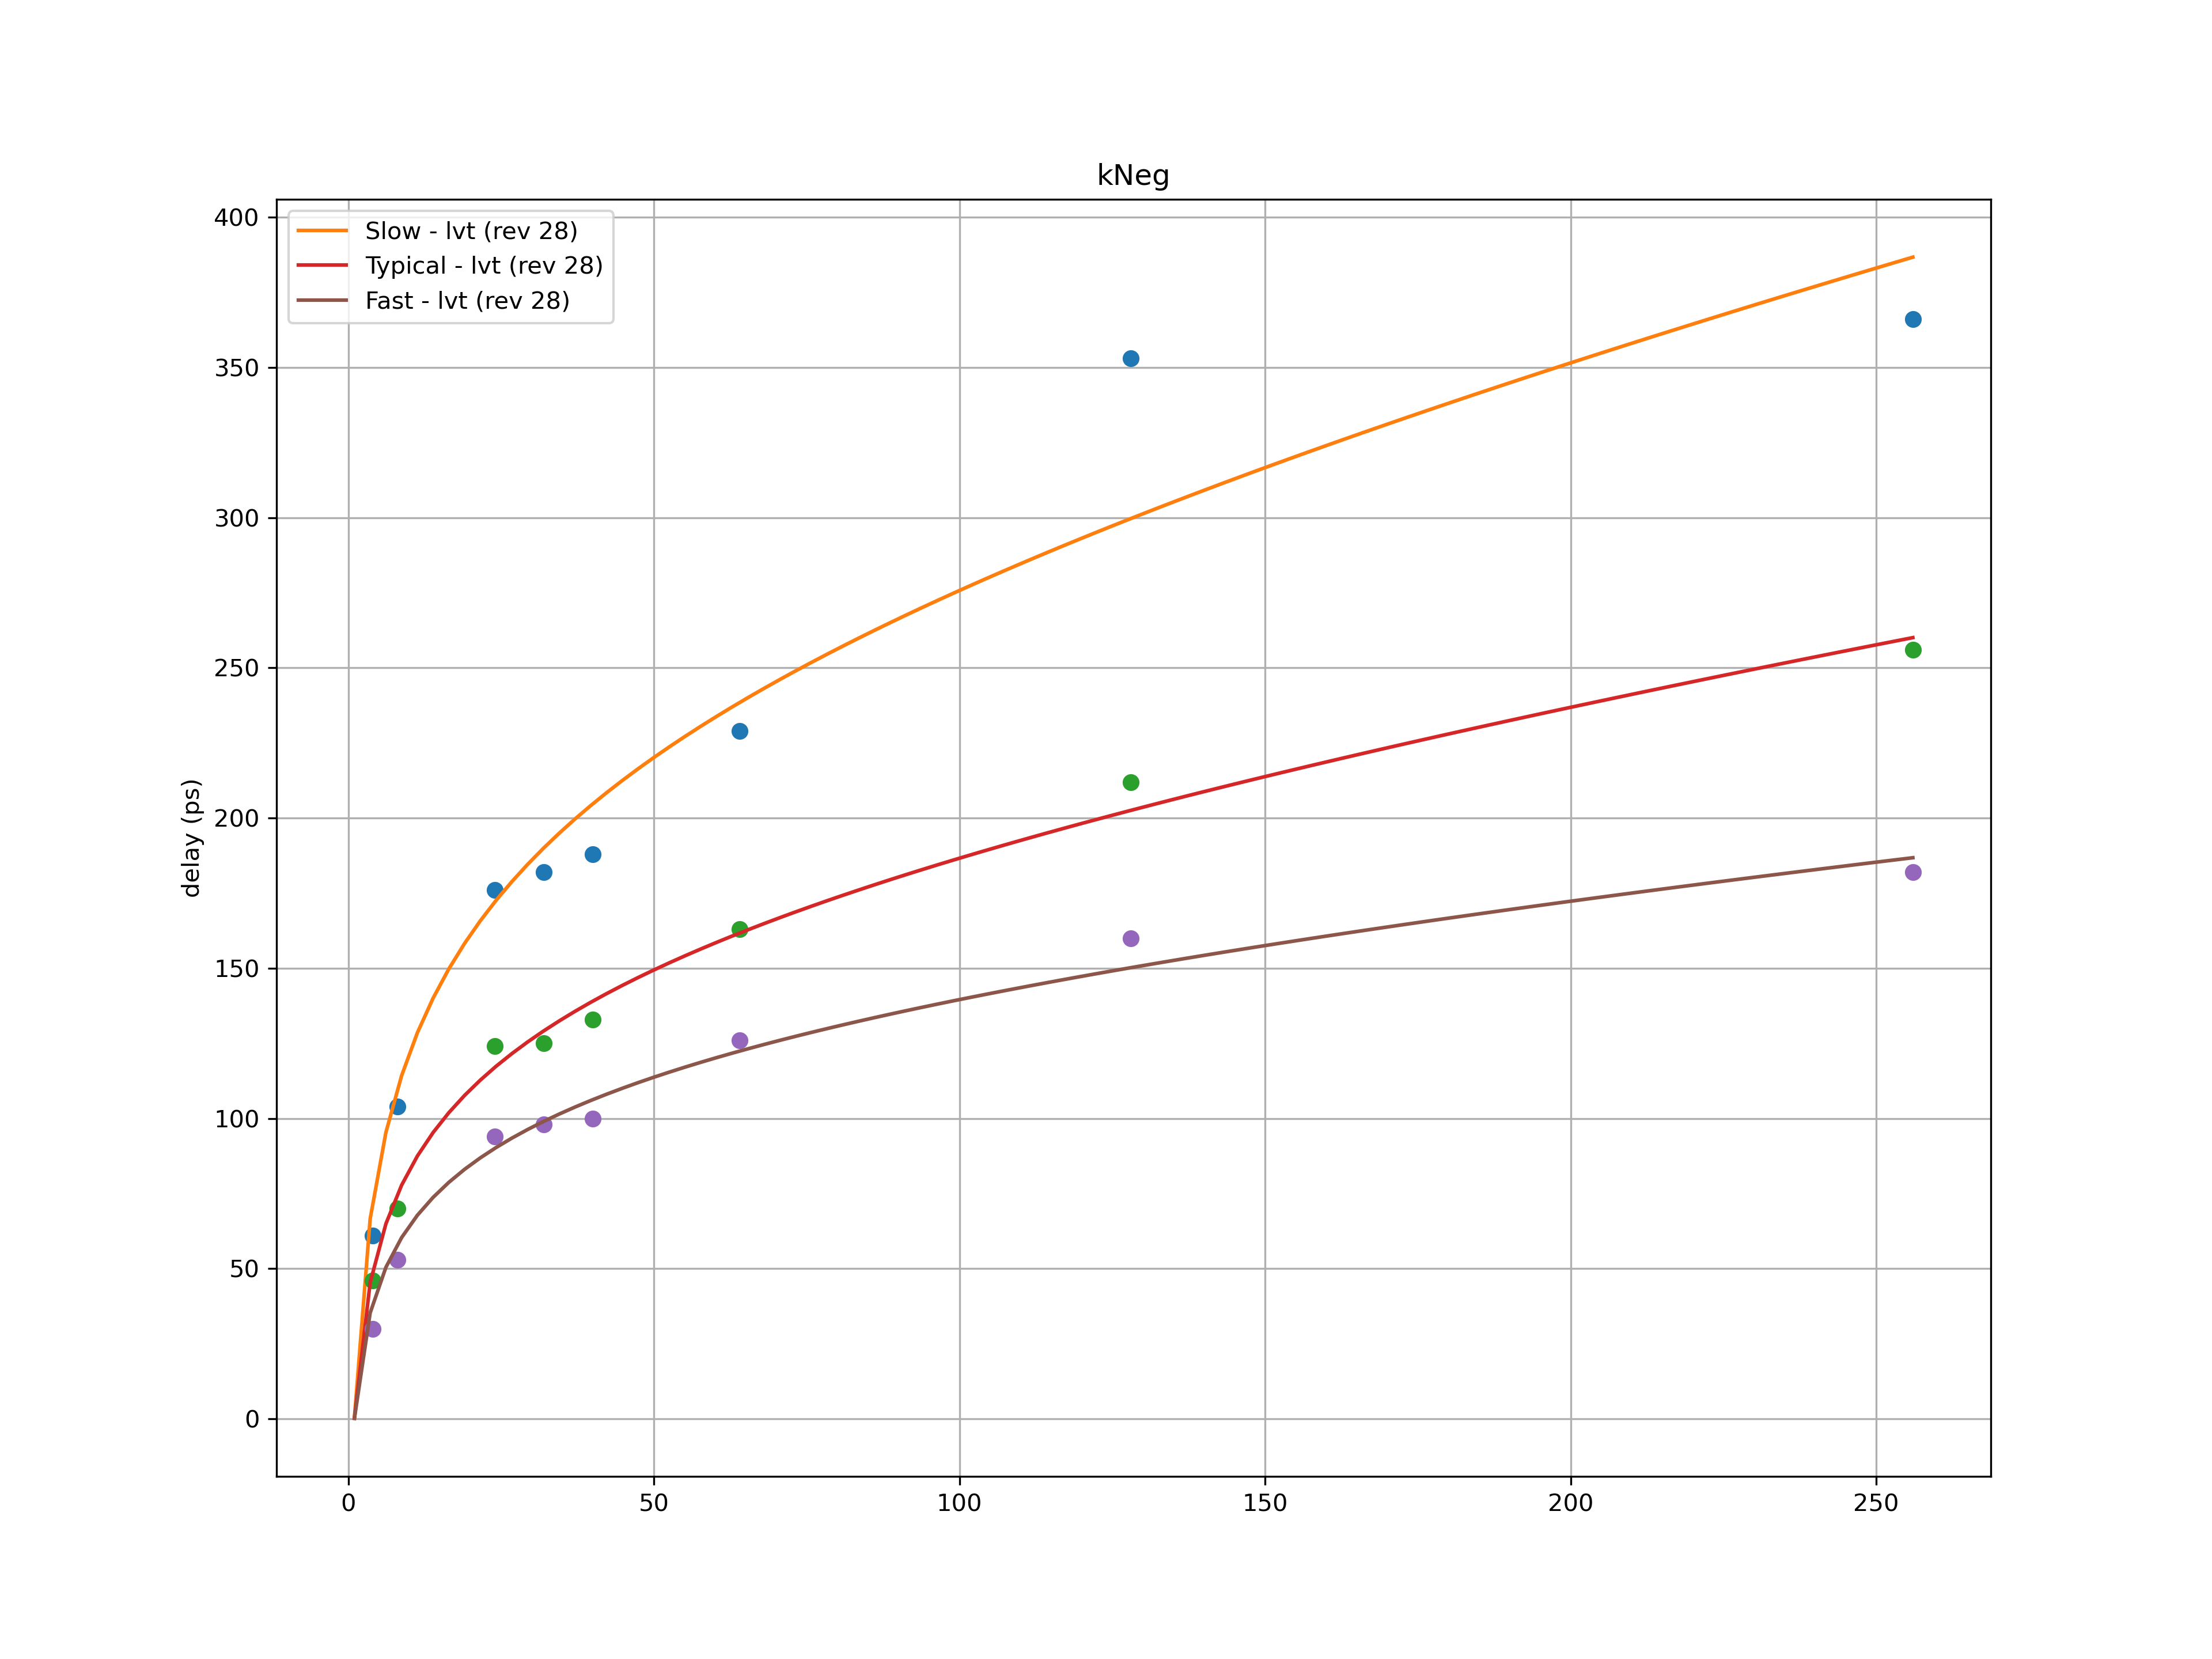 kNeg
400
350
300
250
200
150
100
50
0
delay (ps)
Slow - lvt (rev 28)
Typical - lvt (rev 28)
Fast - lvt (rev 28)
0 50 100 150 200 250